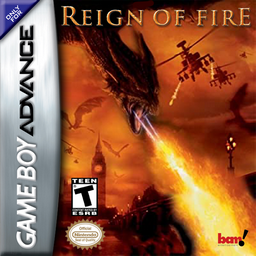 ONLY FOR
GAME BOY ADVANCE
REIGN OF FIRE
TEEN
T
ESRB
Official
Nintendo
Seal of Quality
bam!